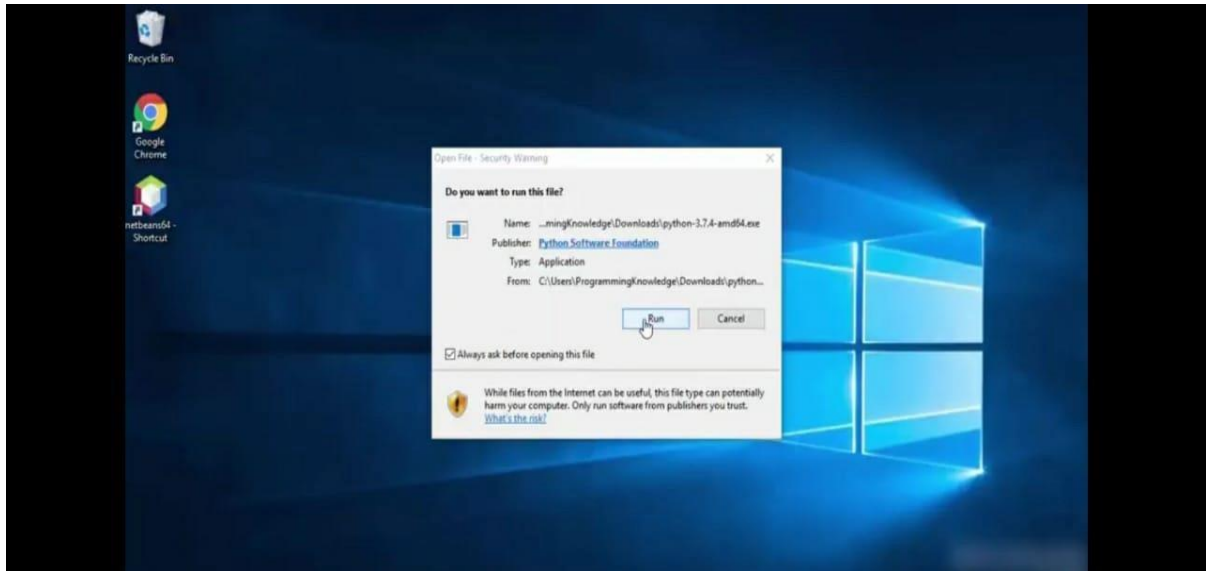 Recycle Bin
Google
Chrome
netbeans64 -
Shortcut
Open File - Security Warning
Do you want to run this file?
Name: ...mingKnowledge\Downloads\python-3.7.4-amd64.exe
Publisher: Python Software Foundation
Type: Application
From: C:\Users\ProgrammingKnowledge\Downloads\python...
Run Cancel
Always ask before opening this file
While files from the Internet can be useful, this file type can potentially
harm your computer. Only run software from publishers you trust.
What's the risk?